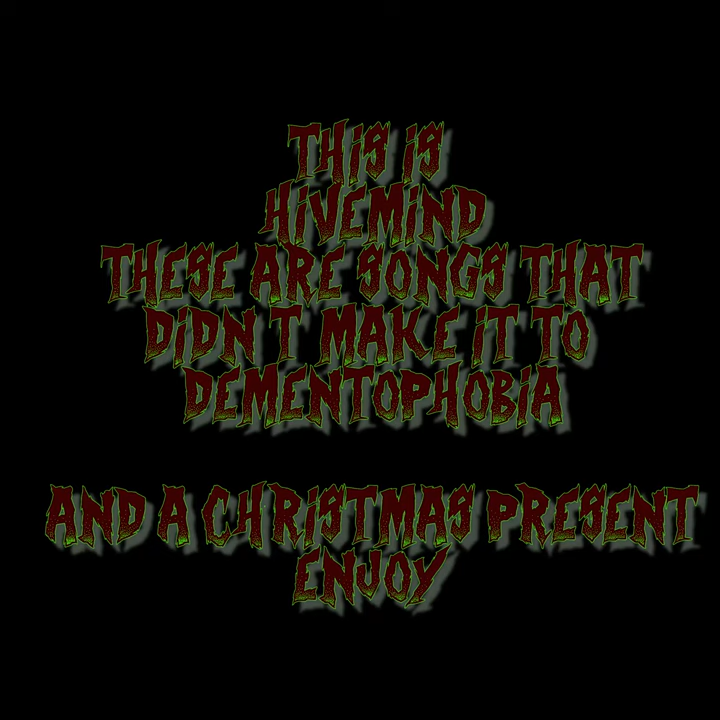 THiS iS
HiVEMiND
THESE ARE SONGS THAT
DiDN T MAKE iT TO
DEMENTOPHOBiA
AND A CHRiSTMAS PRESENT
ENJOY